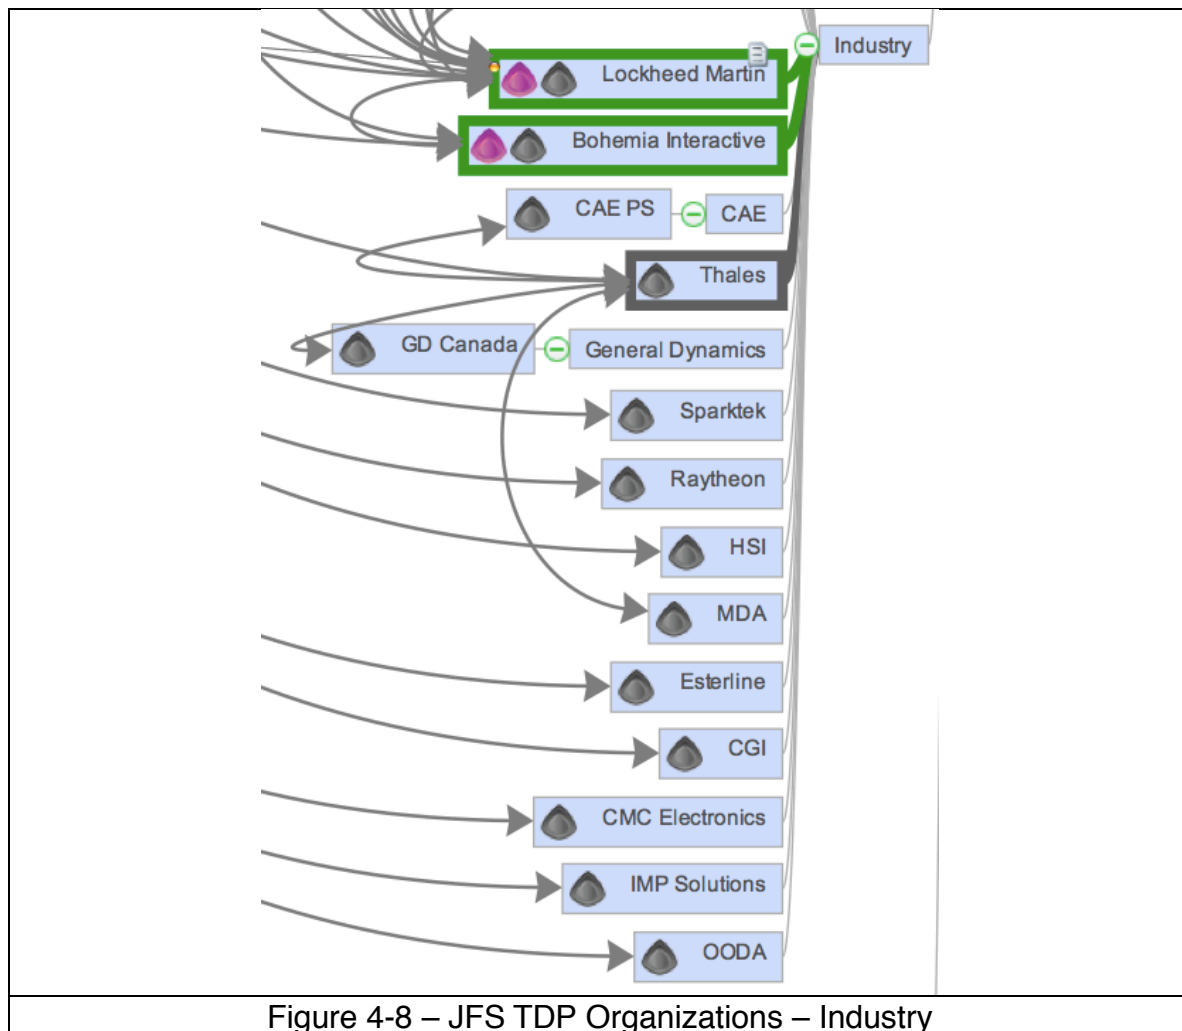 Industry
Lockheed Martin
Bohemia Interactive
CAE PS
CAE
Thales
GD Canada
General Dynamics
Sparktek
Raytheon
HSI
MDA
Esterline
CGI
CMC Electronics
IMP Solutions
OODA
Figure 4-8 – JFS TDP Organizations – Industry